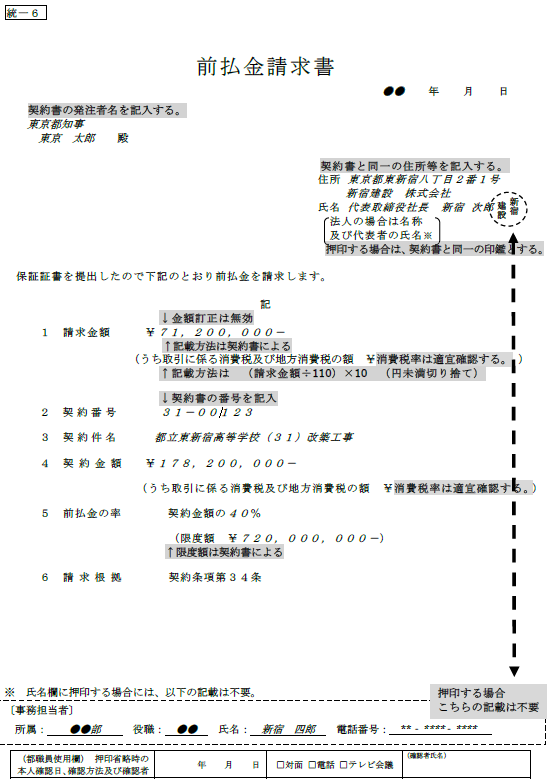 統－６
前払金請求書
●● 年 月 日
契約書の発注者名を記入する。
東京都知事
東京 太郎 殿
契約書と同一の住所等を記入する。
住所 東京都東新宿八丁目２番１号
新宿建設 株式会社
氏名 代表取締役社長 新宿 次郎
新宿
建設
法人の場合は名称
及び代表者の氏名※
押印する場合は、契約書と同一の印鑑とする。
保証証書を提出したので下記のとおり前払金を請求します。
記
↓金額訂正は無効
１ 請求金額 ￥７１，２００，０００－
↑記載方法は契約書による
（うち取引に係る消費税及び地方消費税の額 ￥消費税率は適宜確認する。 ）
↑記載方法は （請求金額÷110）×10 （円未満切り捨て）
↓契約書の番号を記入
２ 契約番号 ３１－００１２３
３ 契約件名 都立東新宿高等学校（３１）改築工事
４ 契約金額 ￥１７８，２００，０００－
（うち取引に係る消費税及び地方消費税の額 ￥消費税率は適宜確認する。）
５ 前払金の率 契約金額の４０％
（限度額 ￥７２０，０００，０００－）
↑限度額は契約書による
６ 請求根拠 契約条項第３４条
※ 氏名欄に押印する場合には、以下の記載は不要。
押印する場合
こちらの記載は不要
〔事務担当者〕
所属： ●●部 役職： ●● 氏名： 新宿 四郎 電話番号： **－****－****
（都職員使用欄） 押印省略時の
本人確認日、確認方法及び確認者
年 月 日
□対面 □電話 □テレビ会議
（確認者氏名）